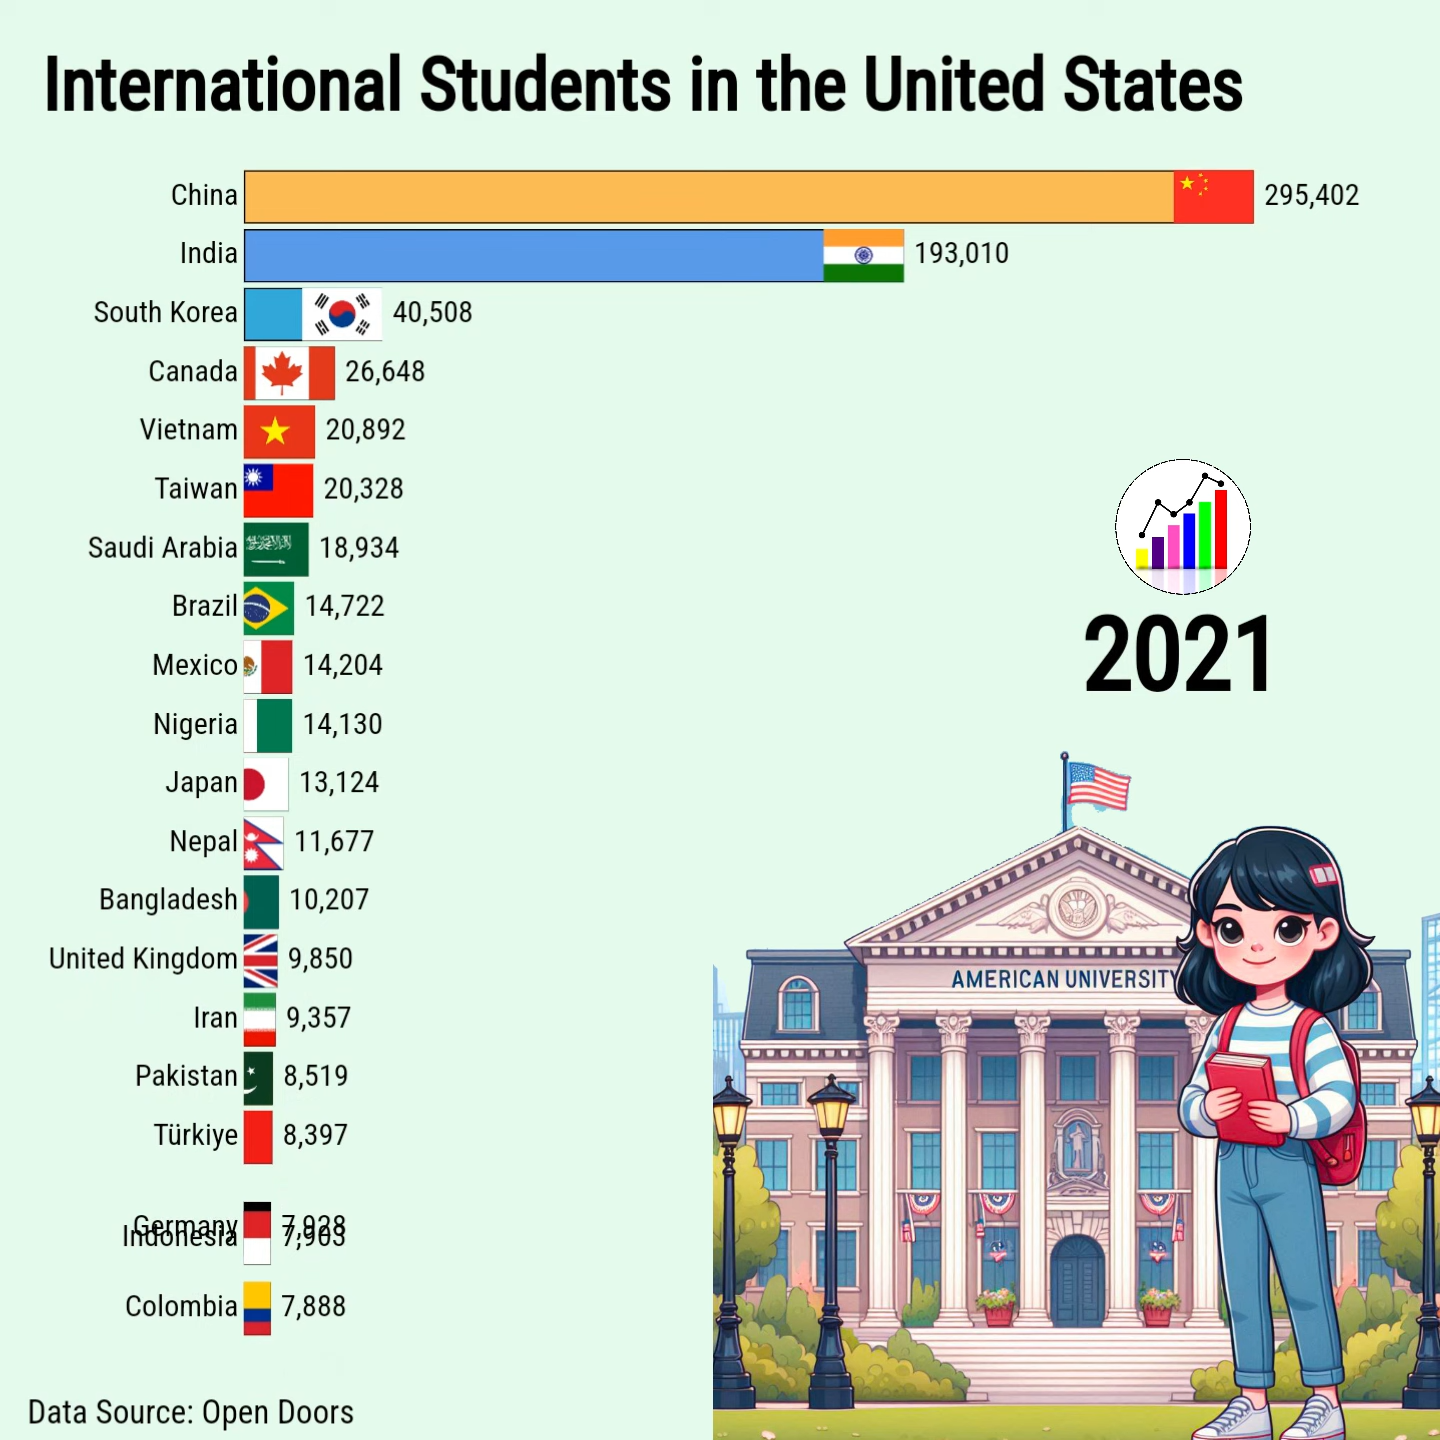 International Students in the United States
China 295,402
India 193,010
South Korea 40,508
Canada 26,648
Vietnam 20,892
Taiwan 20,328
Saudi Arabia 18,934
Brazil 14,722
Mexico 14,204
Nigeria 14,130
Japan 13,124
Nepal 11,677
Bangladesh 10,207
United Kingdom 9,850
Iran 9,357
Pakistan 8,519
Türkiye 8,397
Germany
Indonesia
Colombia 7,888
2021
AMERICAN UNIVERSITY
Data Source: Open Doors